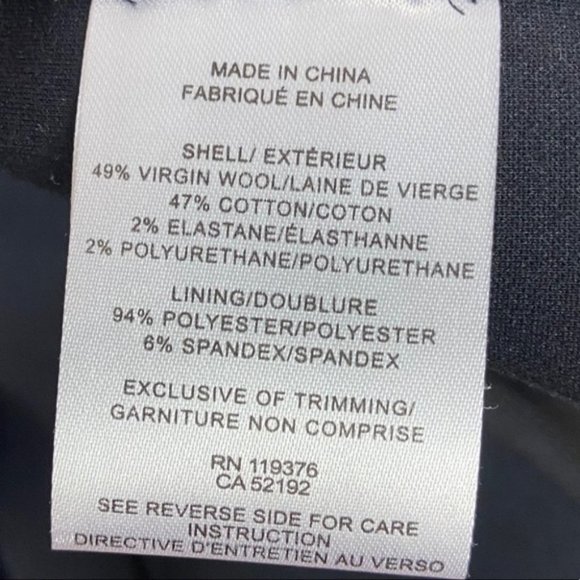 MADE IN CHINA
FABRIQUÉ EN CHINE
SHELL/ EXTÉRIEUR
49% VIRGIN WOOL/LAINE DE VIERGE
47% COTTON/COTON
2% ELASTANE/ÉLASTHANNE
2% POLYURETHANE/POLYURETHANE
LINING/DOUBLURE
94% POLYESTER/POLYESTER
6% SPANDEX/SPANDEX
EXCLUSIVE OF TRIMMING/
GARNITURE NON COMPRISE
RN 119376
CA 52192
SEE REVERSE SIDE FOR CARE
INSTRUCTION
DIRECTIVE D'ENTRETIEN AU VERSO